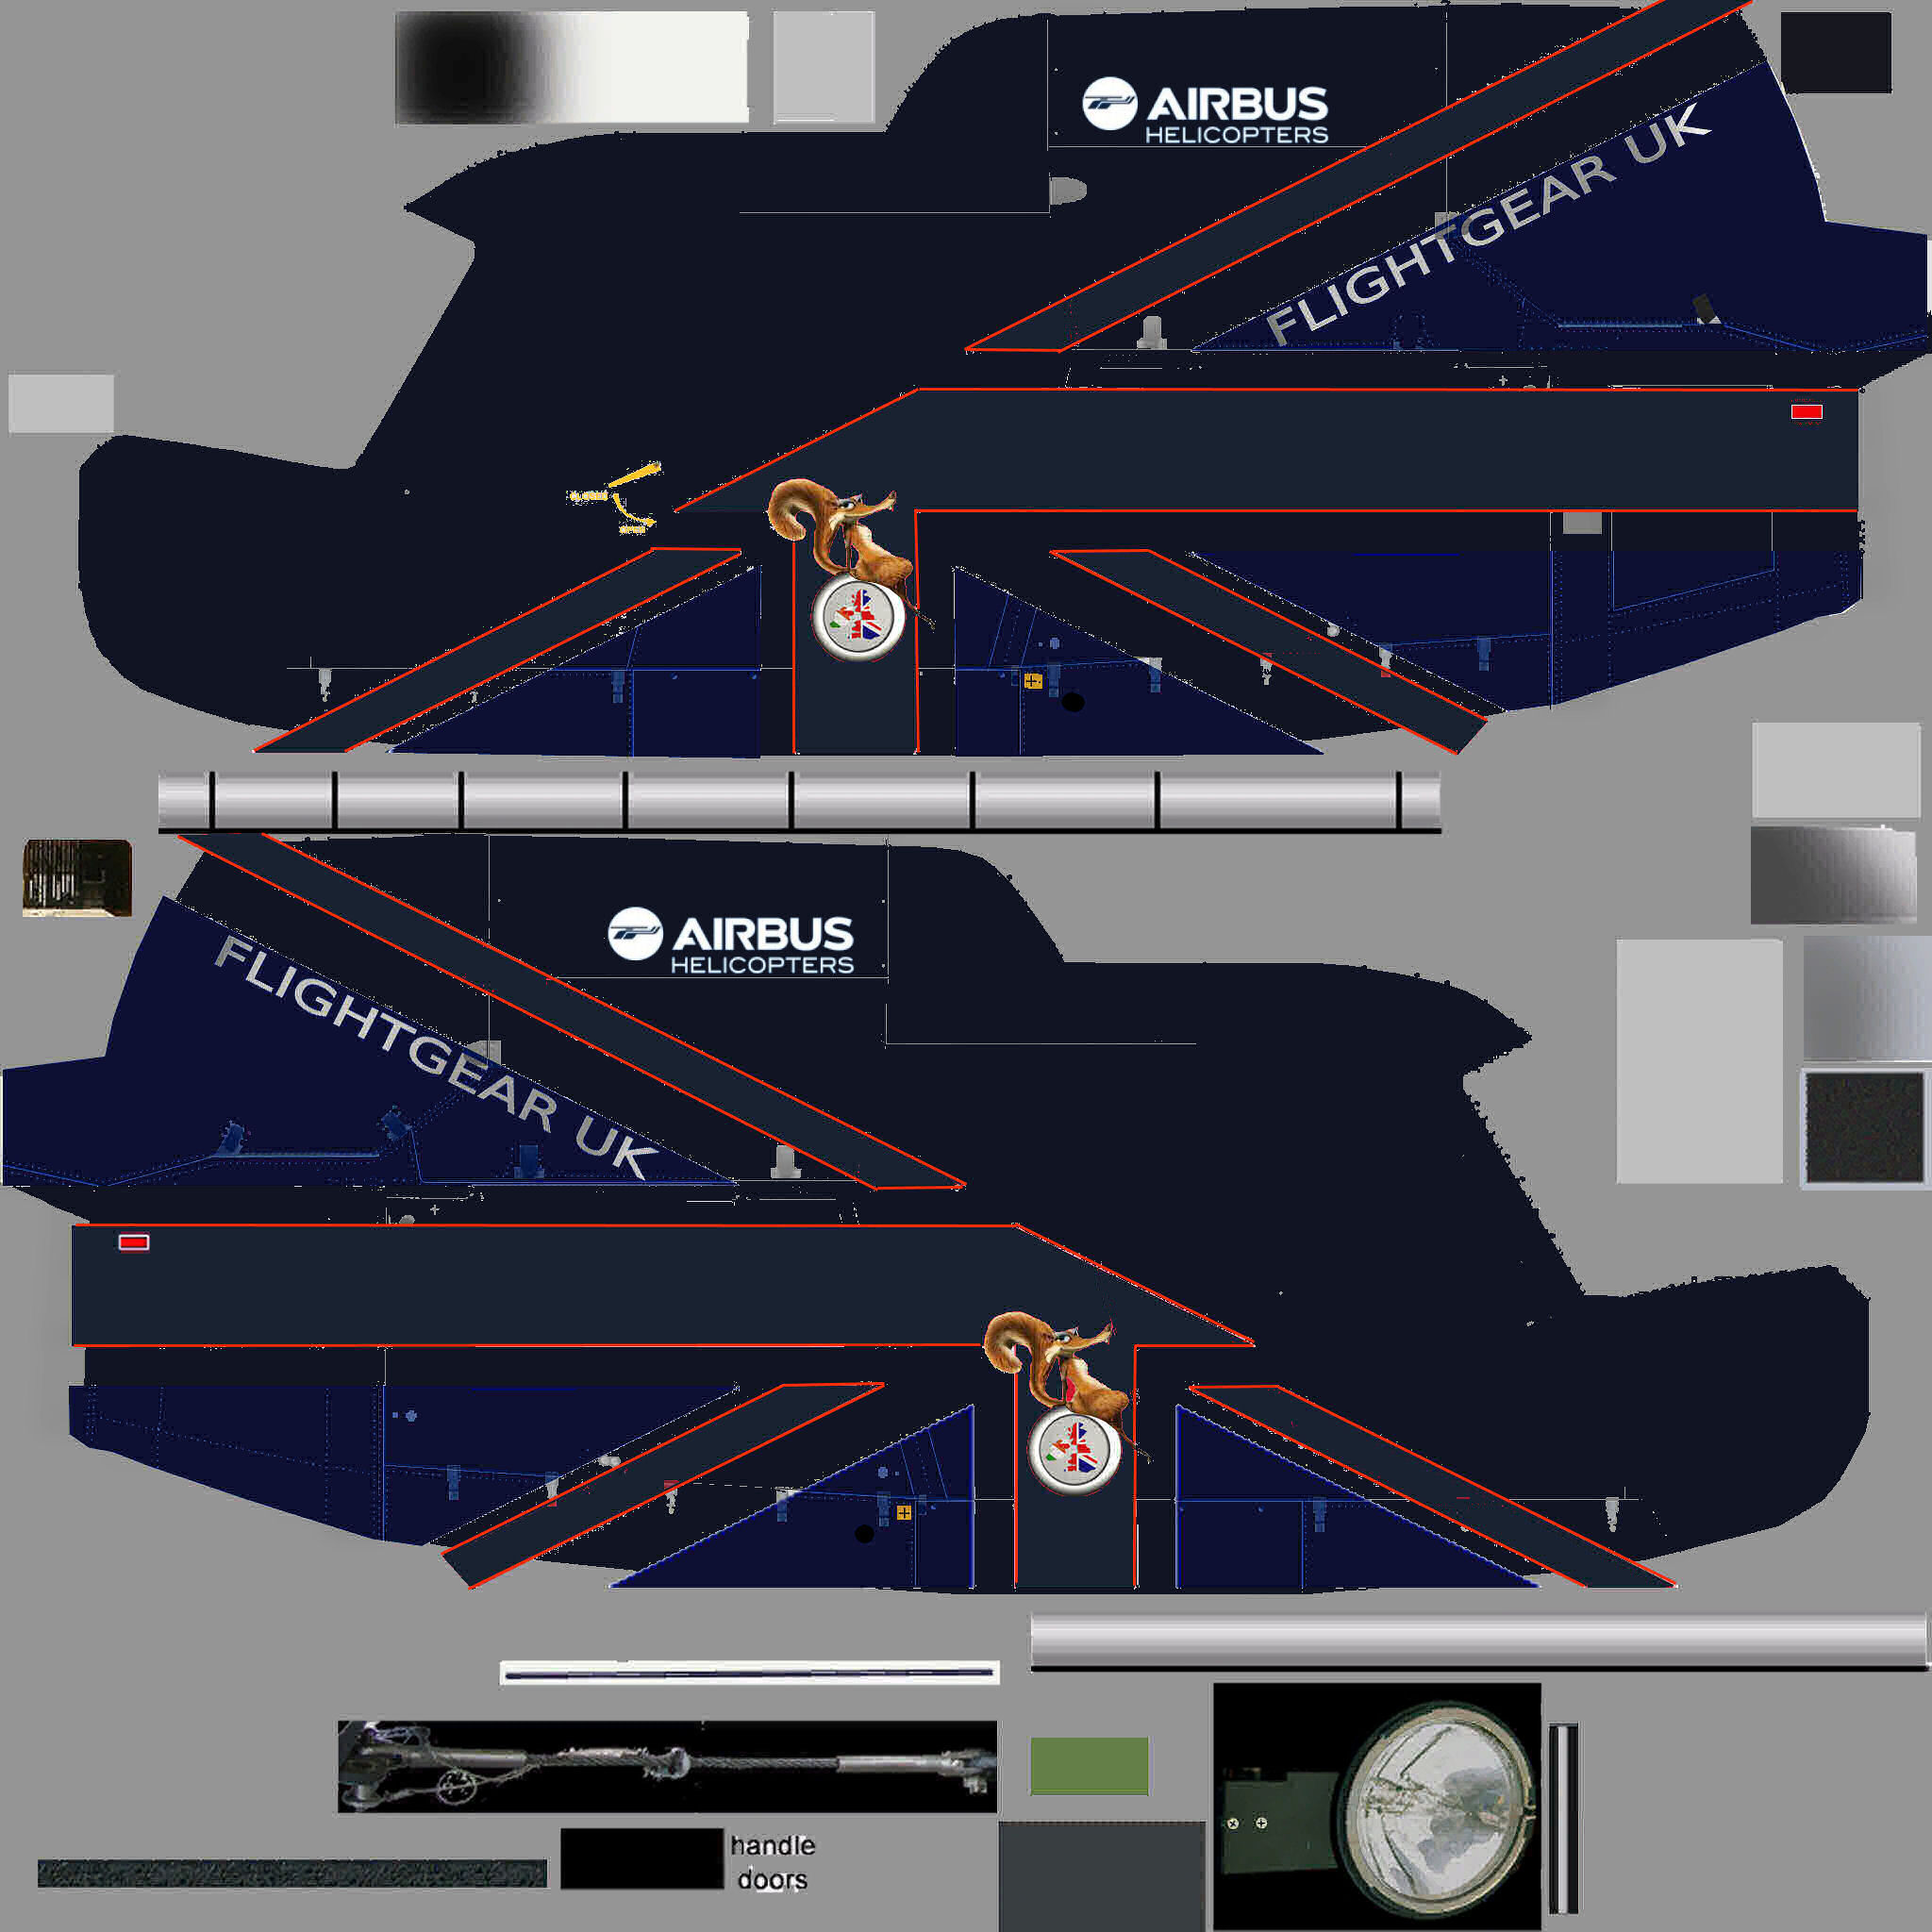 AIRBUS
HELICOPTERS
FLIGHTGEAR UK
AIRBUS
HELICOPTERS
FLIGHTGEAR UK
handle
doors